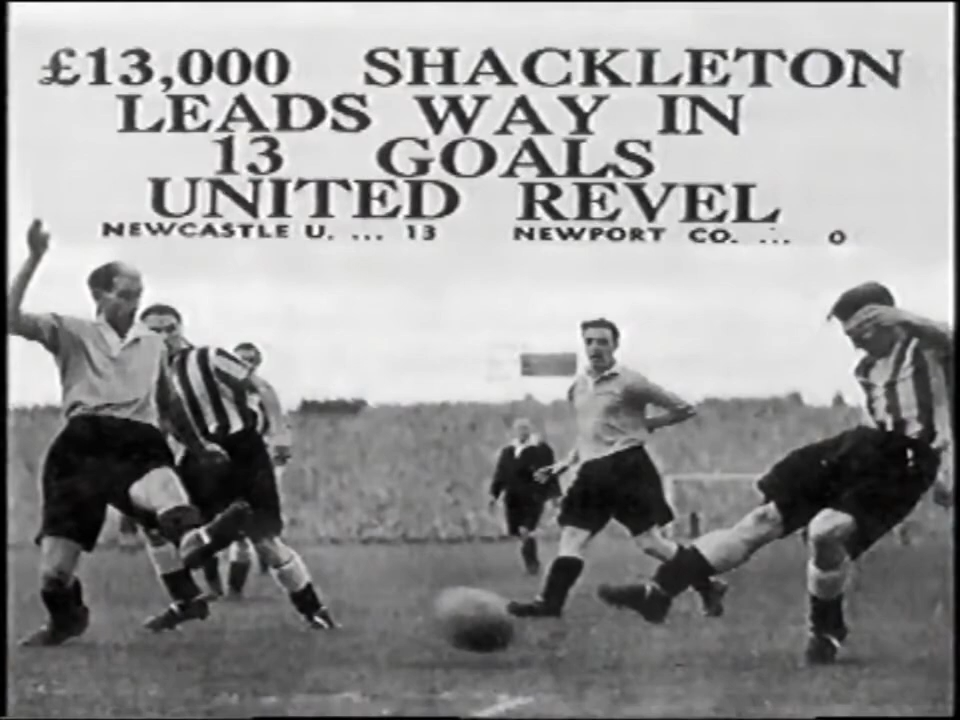 £13,000 SHACKLETON
LEADS WAY IN
13 GOALS
UNITED REVEL
NEWCASTLE U. ... 13 NEWPORT CO. ... 0